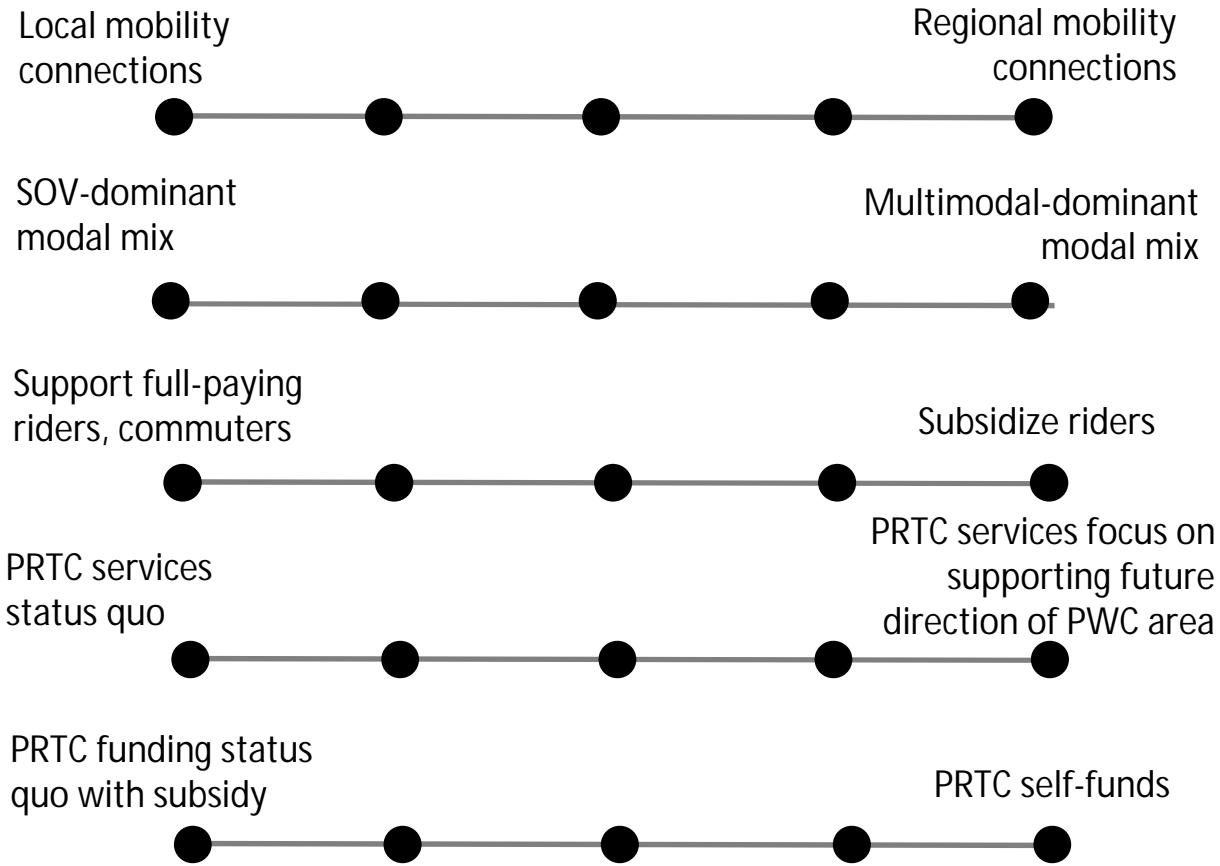 Local mobility
connections
Regional mobility
connections
SOV-dominant
modal mix
Multimodal-dominant
modal mix
Support full-paying
riders, commuters
Subsidize riders
PRTC services
status quo
PRTC services focus on
supporting future
direction of PWC area
PRTC funding status
quo with subsidy
PRTC self-funds